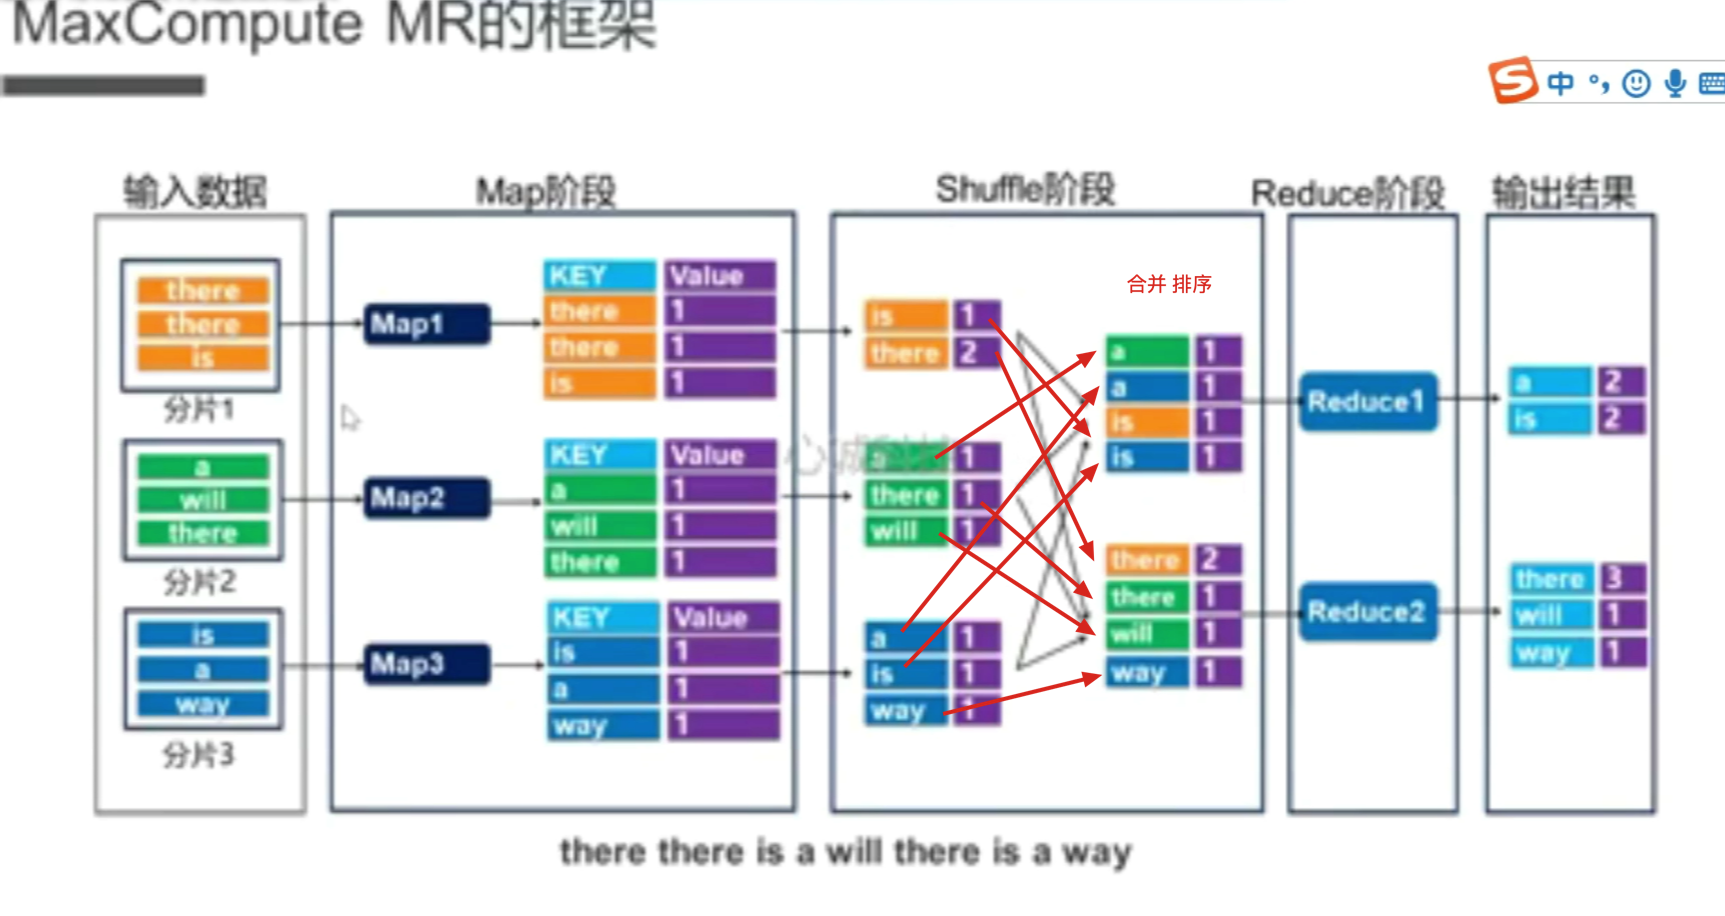 MaxCompute MR的框架
中
输入数据
Map阶段
Shuffle阶段
Reduce阶段
输出结果
there
there
is
分片1
a
will
there
分片2
is
a
way
分片3
Map1
KEY Value
there 1
there 1
is 1
Map2
KEY Value
a 1
will 1
there 1
Map3
KEY Value
is 1
a 1
way 1
is 1
there 2
a 1
there 1
will 1
a 1
is 1
way 1
合并 排序
a 1
a 1
is 1
is 1
there 2
there 1
will 1
way 1
Reduce1
Reduce2
a 2
is 2
there 3
will 1
way 1
there there is a will there is a way